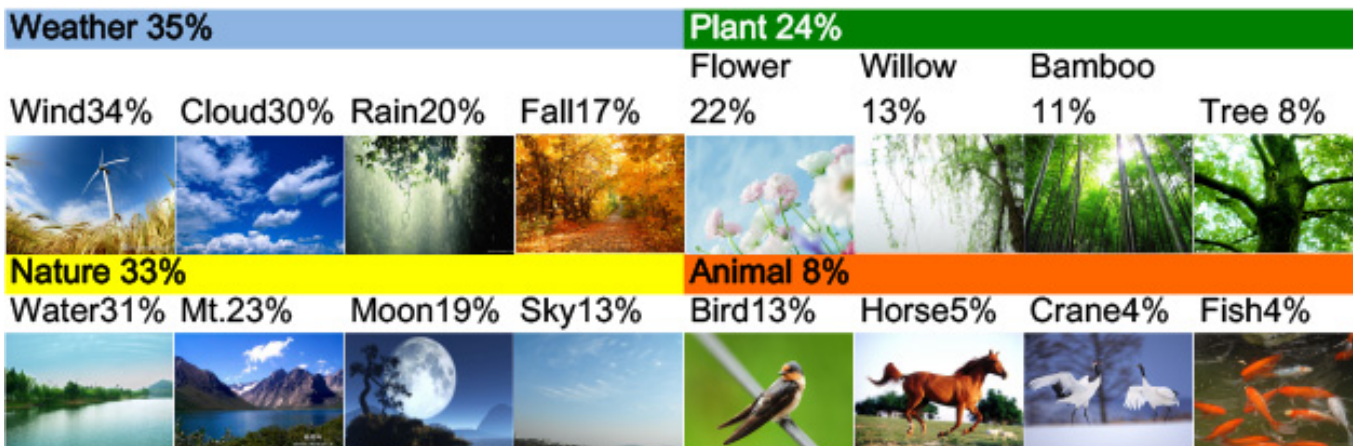 Weather 35%
Plant 24%
Flower
Willow
Bamboo
Wind34%
Cloud30%
Rain20%
Fall17%
22%
13%
11%
Tree 8%
Nature 33%
Animal 8%
Water31%
Mt.23%
Moon19%
Sky13%
Bird13%
Horse5%
Crane4%
Fish4%